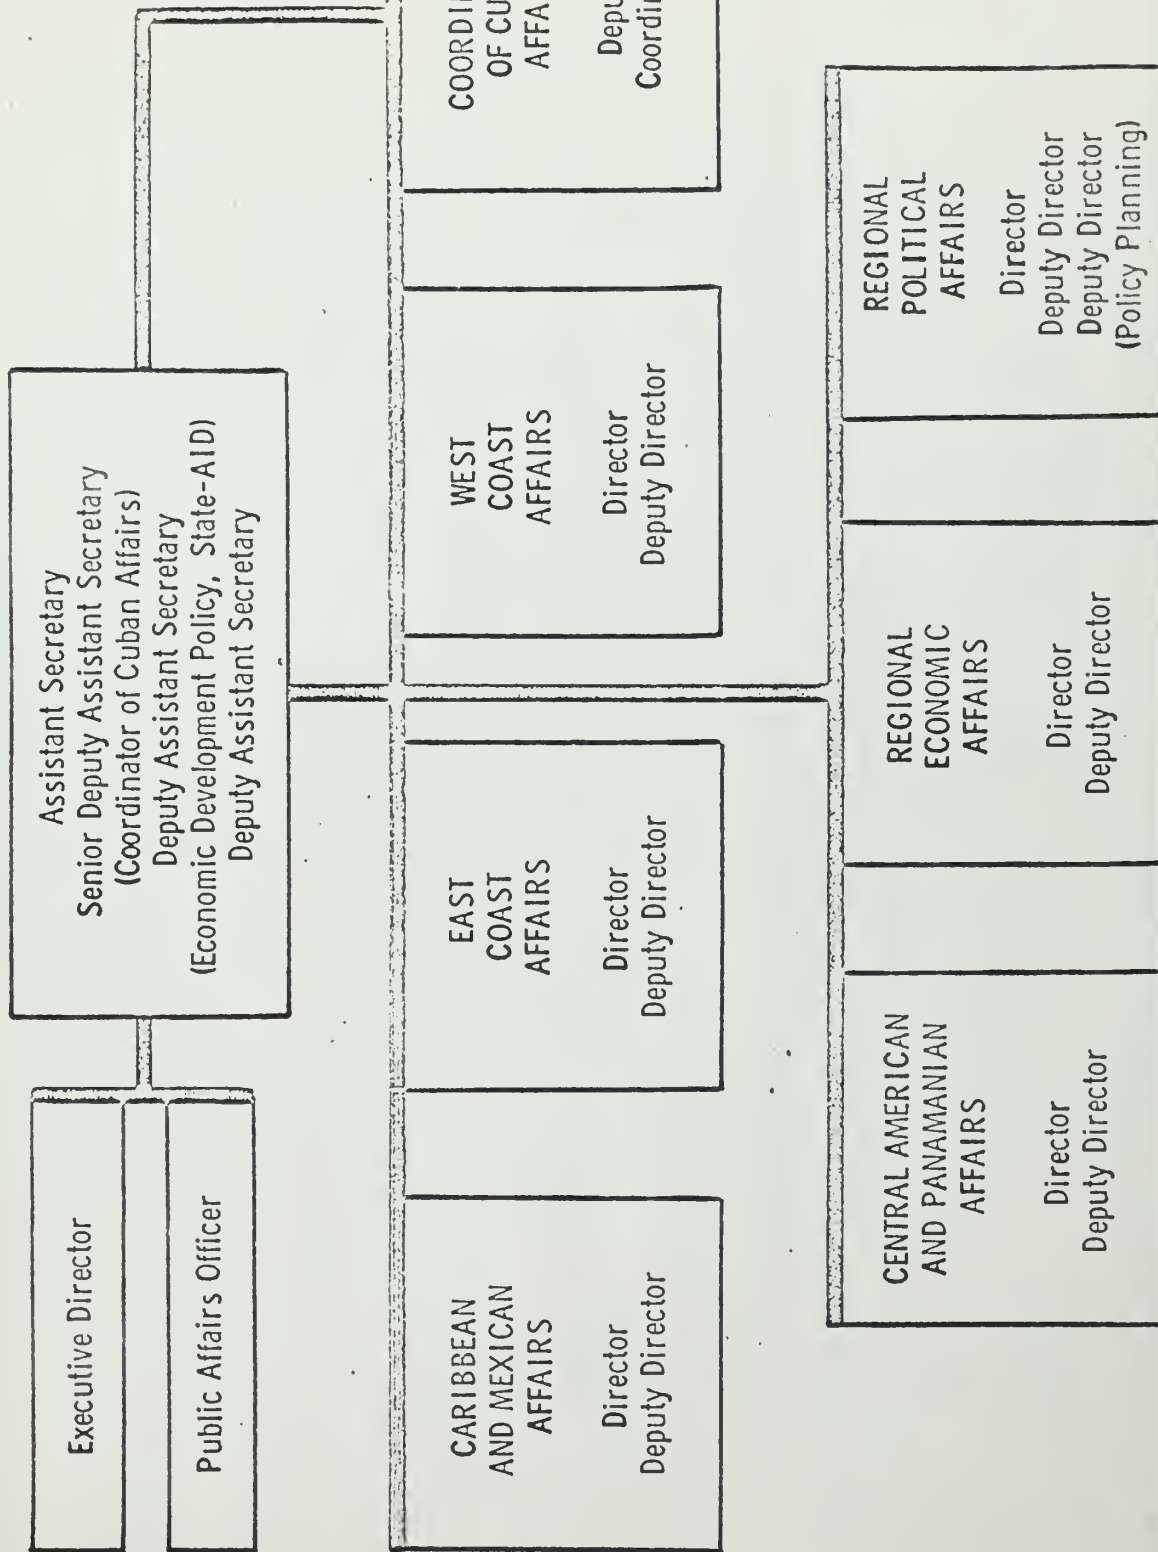 Assistant Secretary
Senior Deputy Assistant Secretary
(Coordinator of Cuban Affairs)
Deputy Assistant Secretary
(Economic Development Policy, State-AID)
Deputy Assistant Secretary
Executive Director
Public Affairs Officer
CARIBBEAN
AND MEXICAN
AFFAIRS
Director
Deputy Director
EAST
COAST
AFFAIRS
Director
Deputy Director
WEST
COAST
AFFAIRS
Director
Deputy Director
OF
CENTRAL AMERICAN
AND PANAMANIAN
AFFAIRS
Director
Deputy Director
REGIONAL
ECONOMIC
AFFAIRS
Director
Deputy Director
REGIONAL
POLITICAL
AFFAIRS
Director
Deputy Director
Deputy Director
(Policy Planning)